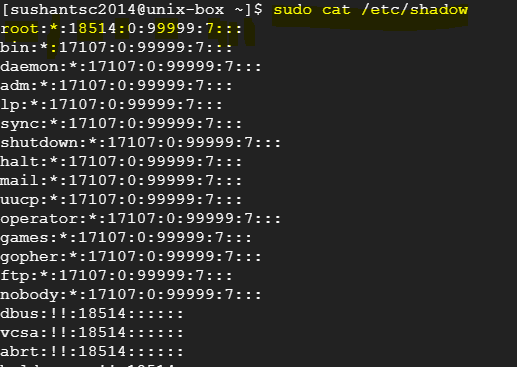 [sushantsc2014@unix-box ~]$ sudo cat /etc/shadow
root:*:18514:0:99999:7:::
bin:*:17107:0:99999:7:::
daemon:*:17107:0:99999:7:::
adm:*:17107:0:99999:7:::
lp:*:17107:0:99999:7:::
sync:*:17107:0:99999:7:::
shutdown:*:17107:0:99999:7:::
halt:*:17107:0:99999:7:::
mail:*:17107:0:99999:7:::
uucp:*:17107:0:99999:7:::
operator:*:17107:0:99999:7:::
games:*:17107:0:99999:7:::
gopher:*:17107:0:99999:7:::
ftp:*:17107:0:99999:7:::
nobody:*:17107:0:99999:7:::
dbus:!!:18514::::::
vcsa:!!:18514::::::
abrt:!!:18514::::::